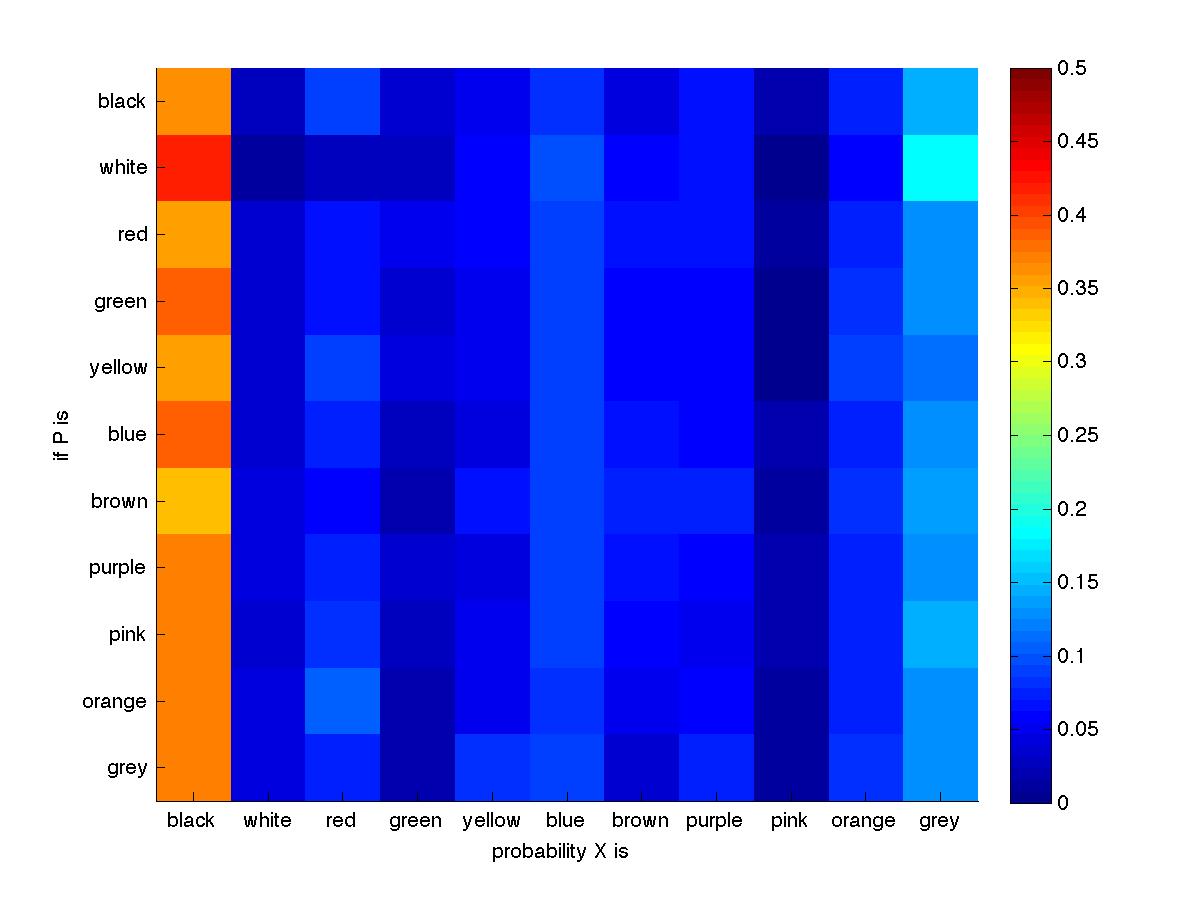 black
white
red
green
yellow
blue
brown
purple
pink
orange
grey
if P is
black white red green yellow blue brown purple pink orange grey
probability X is
0.5
0.45
0.4
0.35
0.3
0.25
0.2
0.15
0.1
0.05
0